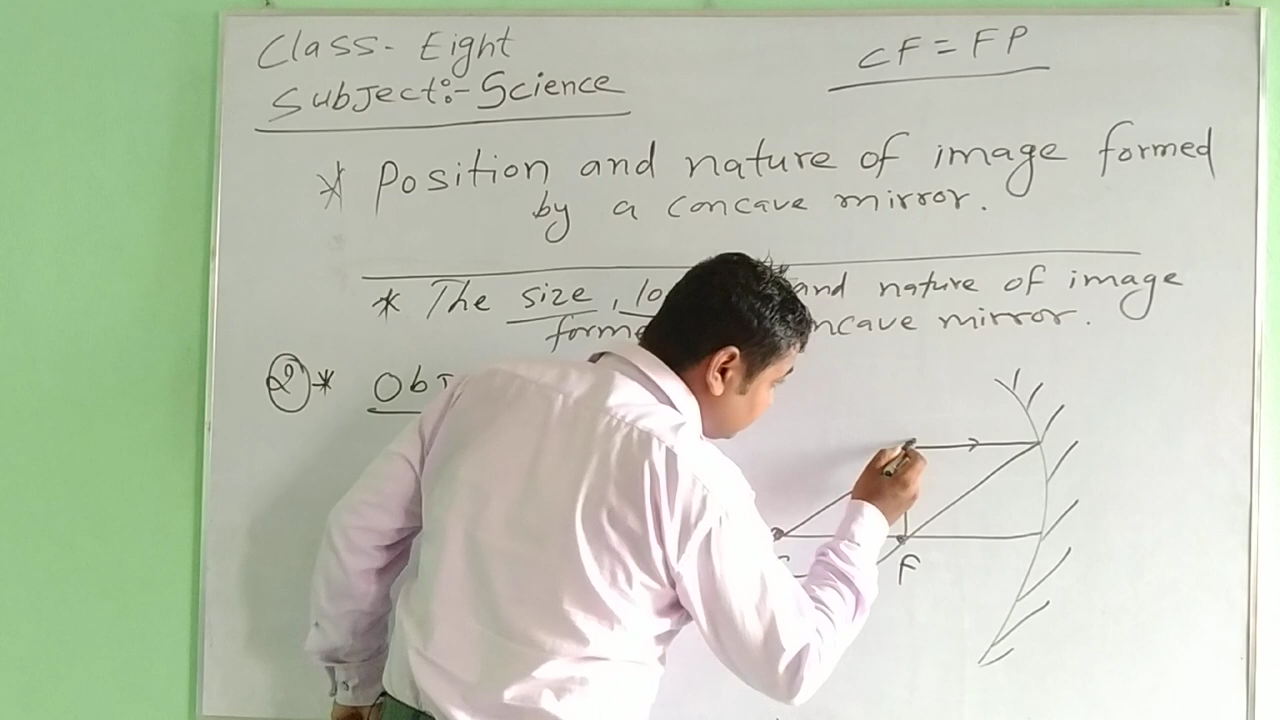 Class- Eight
Subject:- Science
CF = FP
* Position and nature of image formed
by a concave mirror.
* The size, and nature of image
mirror.
2 *
F